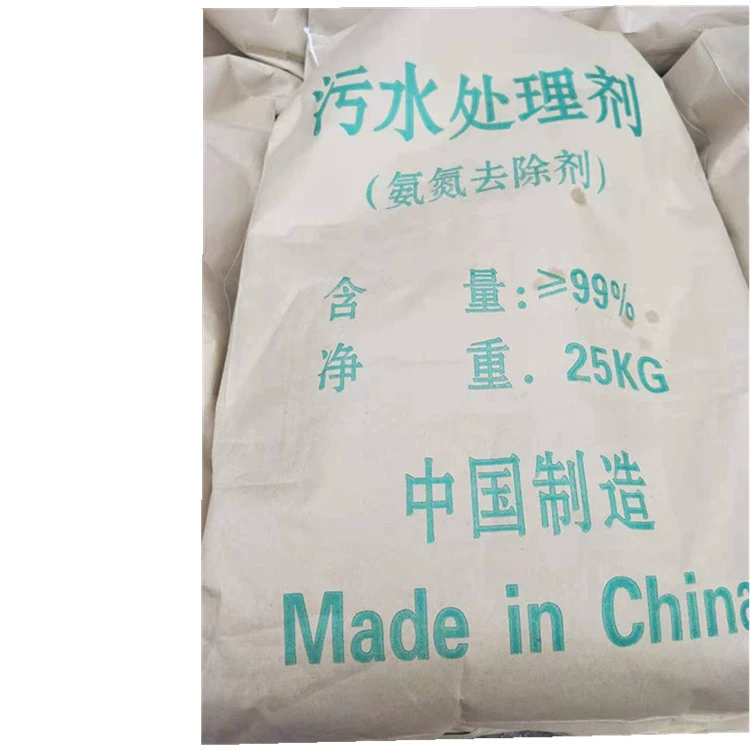 污水处理剂
(氨氮去除剂)
含 量:≥99%
净 重. 25KG
中国制造
Made in China